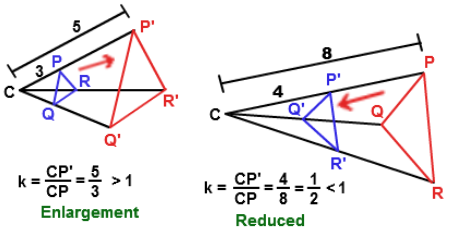 5
P'
P
3
R
C
R'
Q
Q'
k = CP'/CP = 5/3 > 1
Enlargement
8
P
P'
4
C
Q'
Q
R'
R
k = CP'/CP = 4/8 = 1/2 < 1
Reduced